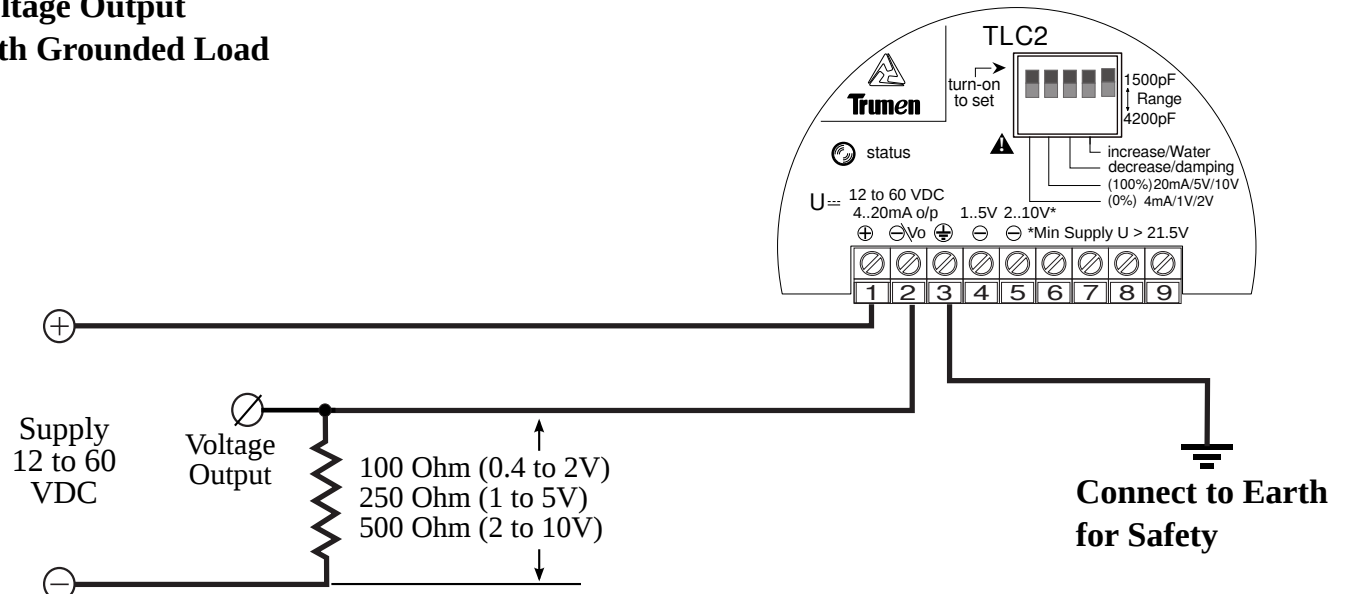 ltage Output
th Grounded Load
TLC2
turn-on
to set
1500pF
Range
4200pF
Trumen
status
increase/Water
decrease/damping
(100%) 20mA/5V/10V
(0%) 4mA/1V/2V
U 12 to 60 VDC
4..20mA o/p 1..5V 2..10V*
Vo *Min Supply U > 21.5V
1 2 3 4 5 6 7 8 9
Supply
12 to 60
VDC
Voltage
Output
100 Ohm (0.4 to 2V)
250 Ohm (1 to 5V)
500 Ohm (2 to 10V)
Connect to Earth
for Safety